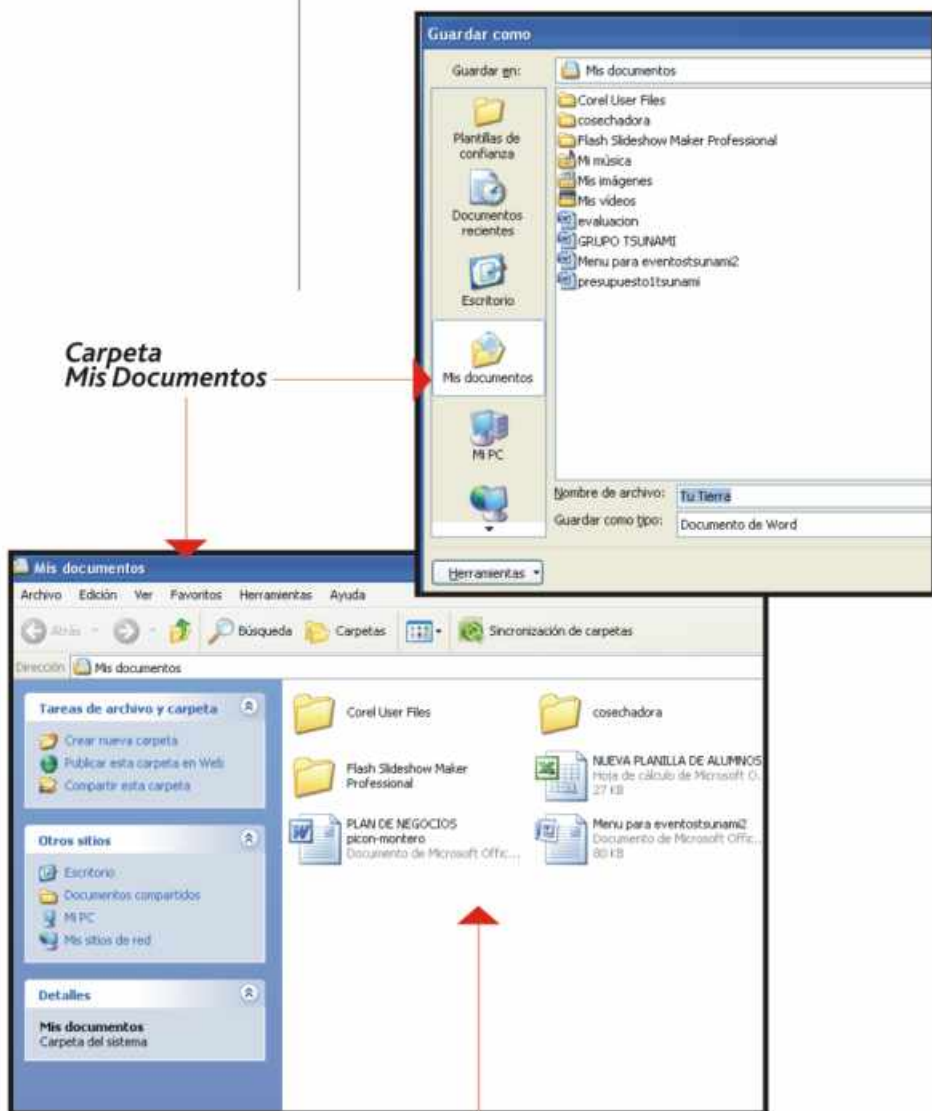 Guardar como
Guardar en:
Mis documentos
Plantillas de
confianza
Documentos
recientes
Escritorio
Mis documentos
Mi PC
Corel User Files
cosechadora
Flash Slideshow Maker Professional
Mi música
Mis imágenes
Mis vídeos
evaluacion
GRUPO TSUNAMI
Menu para eventostsunami2
presupuesto1tsunami
Nombre de archivo:
Tu Tierra
Guardar como tipo:
Documento de Word
Herramientas
Carpeta
Mis Documentos
Mis documentos
Archivo Edición Ver Favoritos Herramientas Ayuda
Atrás Búsqueda Carpetas Sincronización de carpetas
Dirección Mis documentos
Tareas de archivo y carpeta
Crear nueva carpeta
Publicar esta carpeta en Web
Compartir esta carpeta
Otros sitios
Escritorio
Documentos compartidos
Mi PC
Mis sitios de red
Detalles
Mis documentos
Carpeta del sistema
Corel User Files
cosechadora
Flash Slideshow Maker
Professional
NUEVA PLANILLA DE ALUMNOS
Hoja de cálculo de Microsoft O...
27 KB
PLAN DE NEGOCIOS
picon-montero
Documento de Microsoft Offic...
Menu para eventostsunami2
Documento de Microsoft Offic...
80 KB